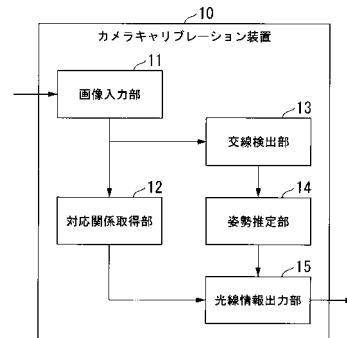 10
カメラキャリブレーション装置
11
画像入力部
13
交線検出部
12
対応関係取得部
14
姿勢推定部
15
光線情報出力部